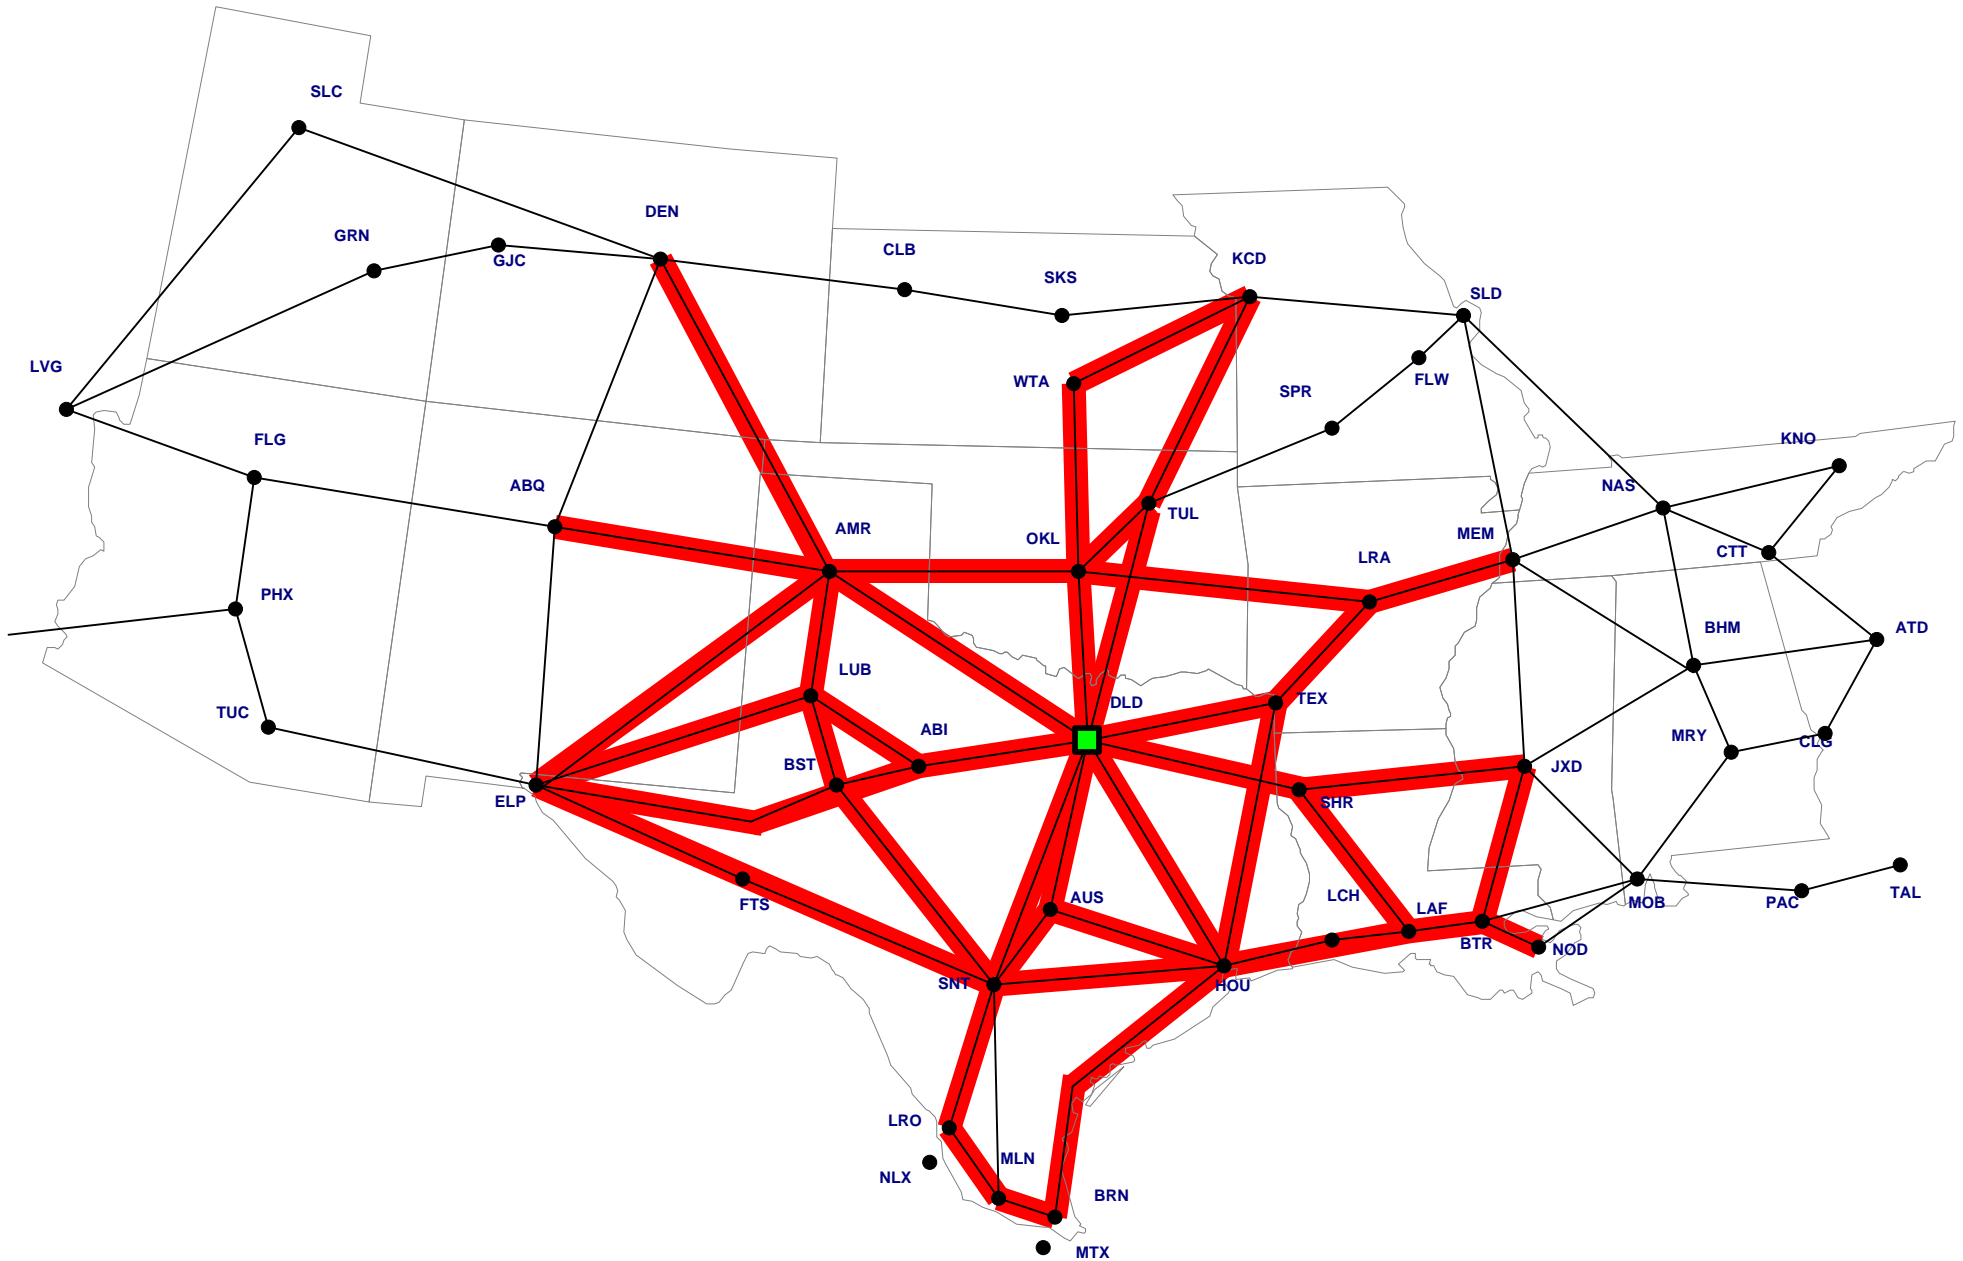 SLC
DEN
GRN
GJC
CLB
SKS
KCD
SLD
LVG
WTA
SPR
FLW
FLG
KNO
ABQ
NAS
AMR
OKL
TUL
MEM
CTT
LRA
PHX
BHM
ATD
LUB
TUC
DLD
TEX
ABI
MRY
CLG
BST
JXD
ELP
SHR
AUS
LCH
LAF
FTS
MOB
PAC
TAL
BTR
NØD
SNT
HOU
LRO
MLN
NLX
BRN
MTX